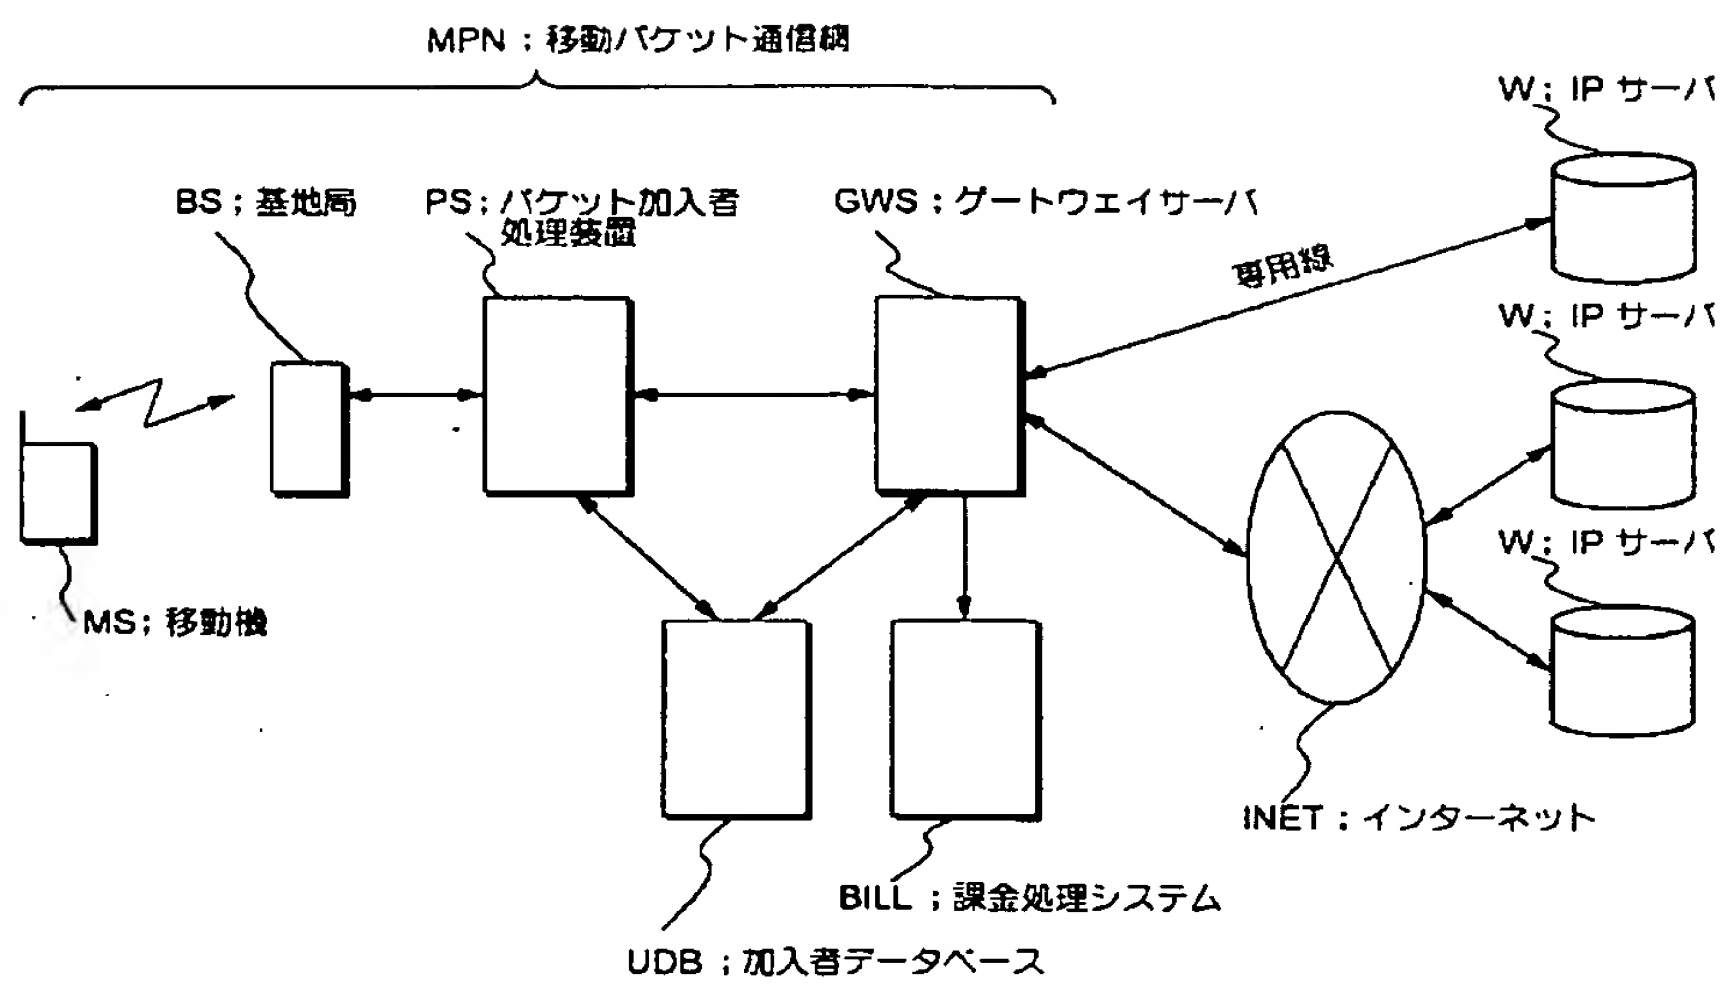 MPN ; 移動パケット通信網
W ; IP サーバ
BS ; 基地局
PS ; パケット加入者
処理装置
GWS ; ゲートウェイサーバ
専用線
W ; IP サーバ
W ; IP サーバ
MS ; 移動機
INET ; インターネット
BILL ; 課金処理システム
UDB ; 加入者データベース